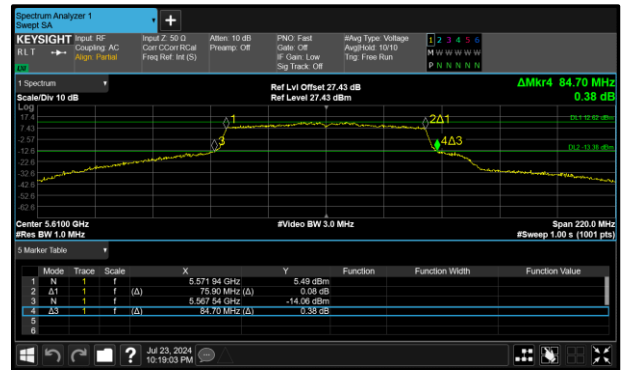 Spectrum Analyzer 1
Swept SA
+
KEYSIGHT Input: RF Input Z: 50 Ω Atten: 10 dB PNO: Fast #Avg Type: Voltage 1 2 3 4 5 6
RLT Coupling: AC Corr CCorr RCal Preamp: Off Gate: Off Avg|Hold: 10/10 M W W W W W
Align: Partial Freq Ref: Int (S) IF Gain: Low Trig: Free Run
Sig Track: Off P N N N N N
1 Spectrum Ref Lvl Offset 27.43 dB ΔMkr4 84.70 MHz
Scale/Div 10 dB Ref Level 27.43 dBm 0.38 dB
Log
17.4 1 2Δ1 DL1 12.62 dBm
7.43
-2.57
-12.6 3 4Δ3 DL2 -13.38 dBm
-22.6
-32.6
-42.6
-52.6
-62.6
Center 5.6100 GHz #Video BW 3.0 MHz Span 220.0 MHz
#Res BW 1.0 MHz #Sweep 1.00 s (1001 pts)
5 Marker Table
Mode Trace Scale X Y Function Function Width Function Value
1 N 1 f 5.571 94 GHz 5.49 dBm
2 Δ1 1 f (Δ) 75.90 MHz (Δ) 0.08 dB
3 N 1 f 5.567 54 GHz -14.06 dBm
4 Δ3 1 f (Δ) 84.70 MHz (Δ) 0.38 dB
5
6
? Jul 23, 2024
10:19:03 PM